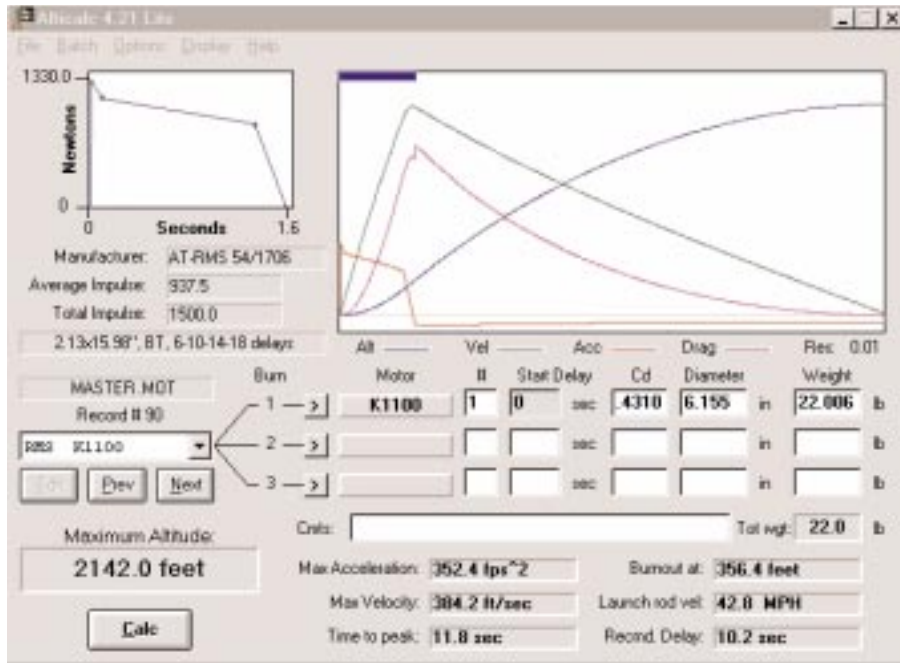 Alticalc 4.21 Lite
File Batch Options Display Help
1330.0
Newtons
0
0 Seconds 1.6
Manufacturer: AT-RMS 54/1706
Average Impulse: 937.5
Total Impulse: 1500.0
2.13x15.98", BT, 6-10-14-18 delays
Alt Vel Acc Drag Res: 0.01
MASTER.MOT
Record # 90
RMS K1100
Edit Prev Next
Burn Motor # Start Delay Cd Diameter Weight
1 > K1100 1 0 sec .4310 6.155 in 22.006 lb
2 > sec in lb
3 > sec in lb
Cmts: Tot wgt: 22.0 lb
Maximum Altitude:
2142.0 feet
Calc
Max Acceleration: 352.4 fps^2 Burnout at: 356.4 feet
Max Velocity: 384.2 ft/sec Launch rod vel: 42.8 MPH
Time to peak: 11.8 sec Recmd. Delay: 10.2 sec